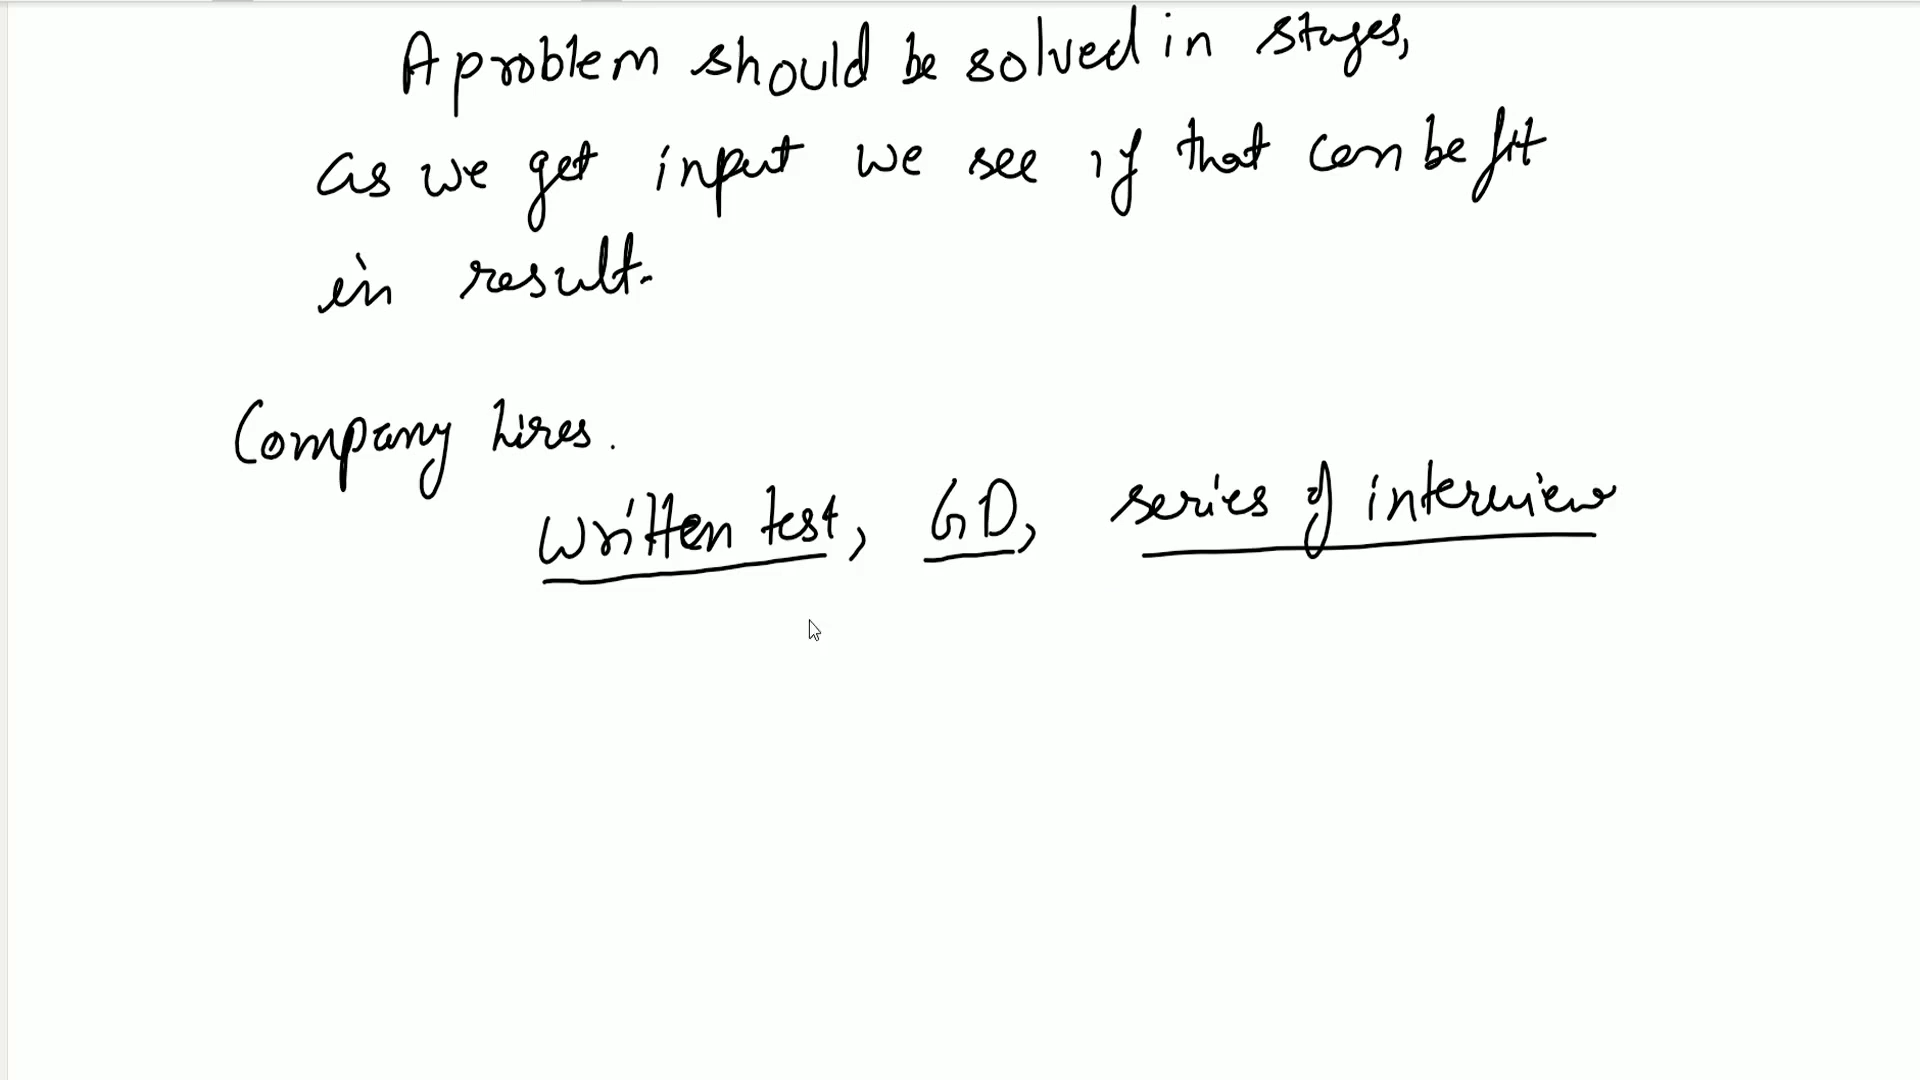 A problem should be solved in stages,
as we get input we see if that can be fit
in result.
Company hires.
written test, GD, series of interview